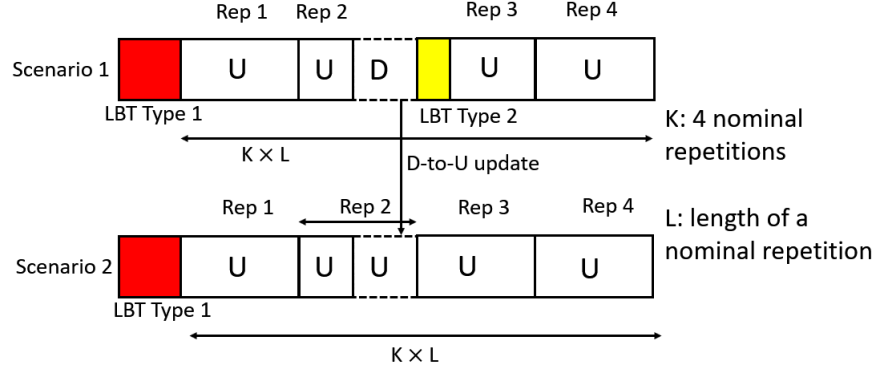 Rep 1 Rep 2 Rep 3 Rep 4
Scenario 1 U U D U U
LBT Type 1 LBT Type 2
K: 4 nominal
repetitions
K × L
D-to-U update
Rep 1 Rep 2 Rep 3 Rep 4
L: length of a
nominal repetition
Scenario 2 U U U U U
LBT Type 1
K × L